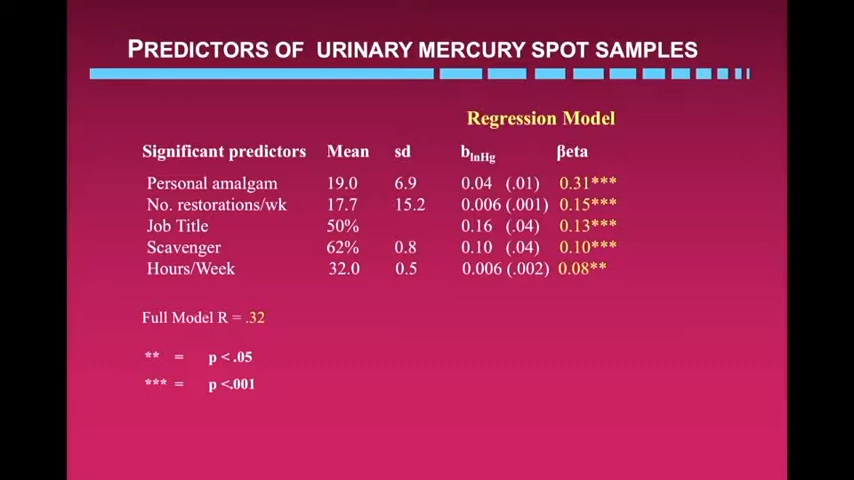 PREDICTORS OF URINARY MERCURY SPOT SAMPLES
Regression Model
Significant predictors Mean sd b lnHg βeta
Personal amalgam 19.0 6.9 0.04 (.01) 0.31***
No. restorations/wk 17.7 15.2 0.006 (.001) 0.15***
Job Title 50% 0.16 (.04) 0.13***
Scavenger 62% 0.8 0.10 (.04) 0.10***
Hours/Week 32.0 0.5 0.006 (.002) 0.08**
Full Model R = .32
** = p < .05
*** = p <.001